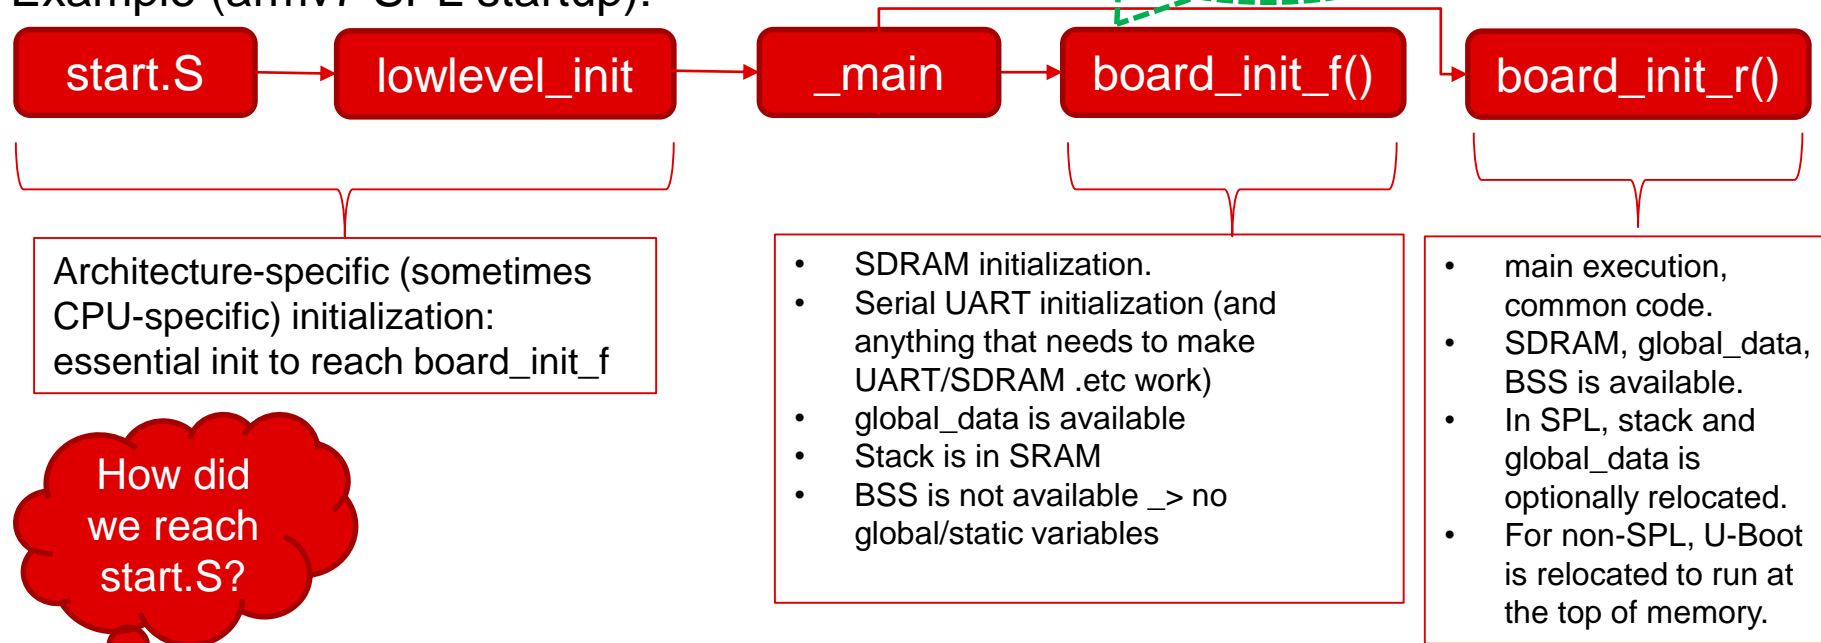 Example (armv7 SPL startup):
start.S
lowlevel_init
_main
board_init_f()
board_init_r()
Architecture-specific (sometimes
CPU-specific) initialization:
essential init to reach board_init_f
• SDRAM initialization.
• Serial UART initialization (and
anything that needs to make
UART/SDRAM .etc work)
• global_data is available
• Stack is in SRAM
• BSS is not available _> no
global/static variables
• main execution,
common code.
• SDRAM, global_data,
BSS is available.
• In SPL, stack and
global_data is
optionally relocated.
• For non-SPL, U-Boot
is relocated to run at
the top of memory.
How did
we reach
start.S?